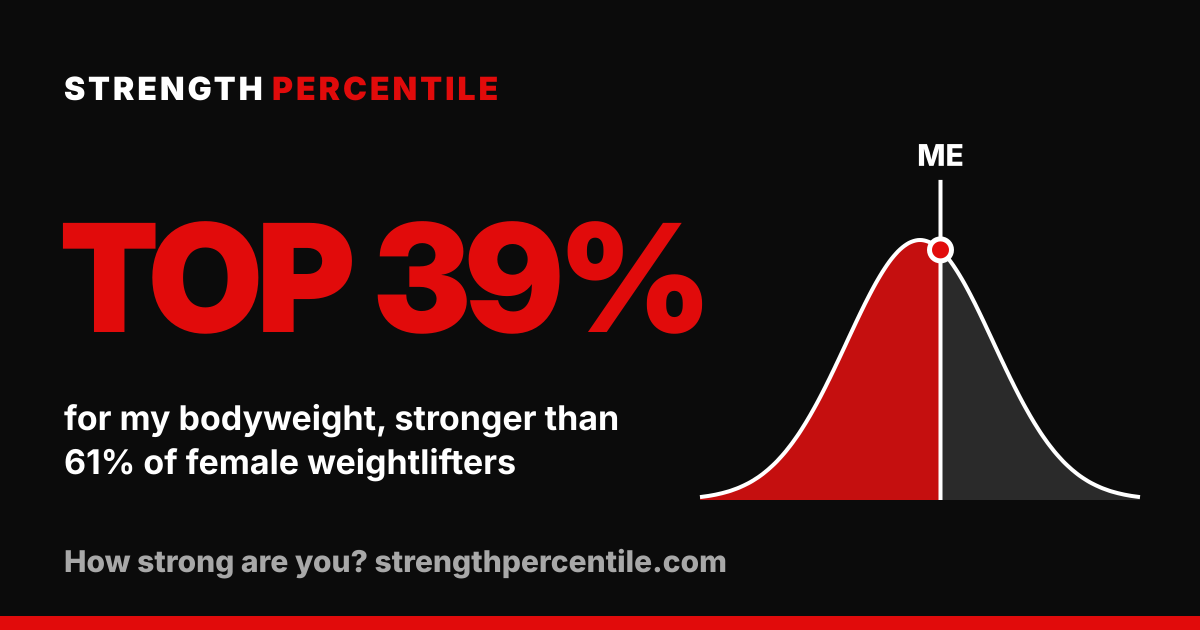 STRENGTH PERCENTILE
ME
TOP 39%
for my bodyweight, stronger than
61% of female weightlifters
How strong are you? strengthpercentile.com